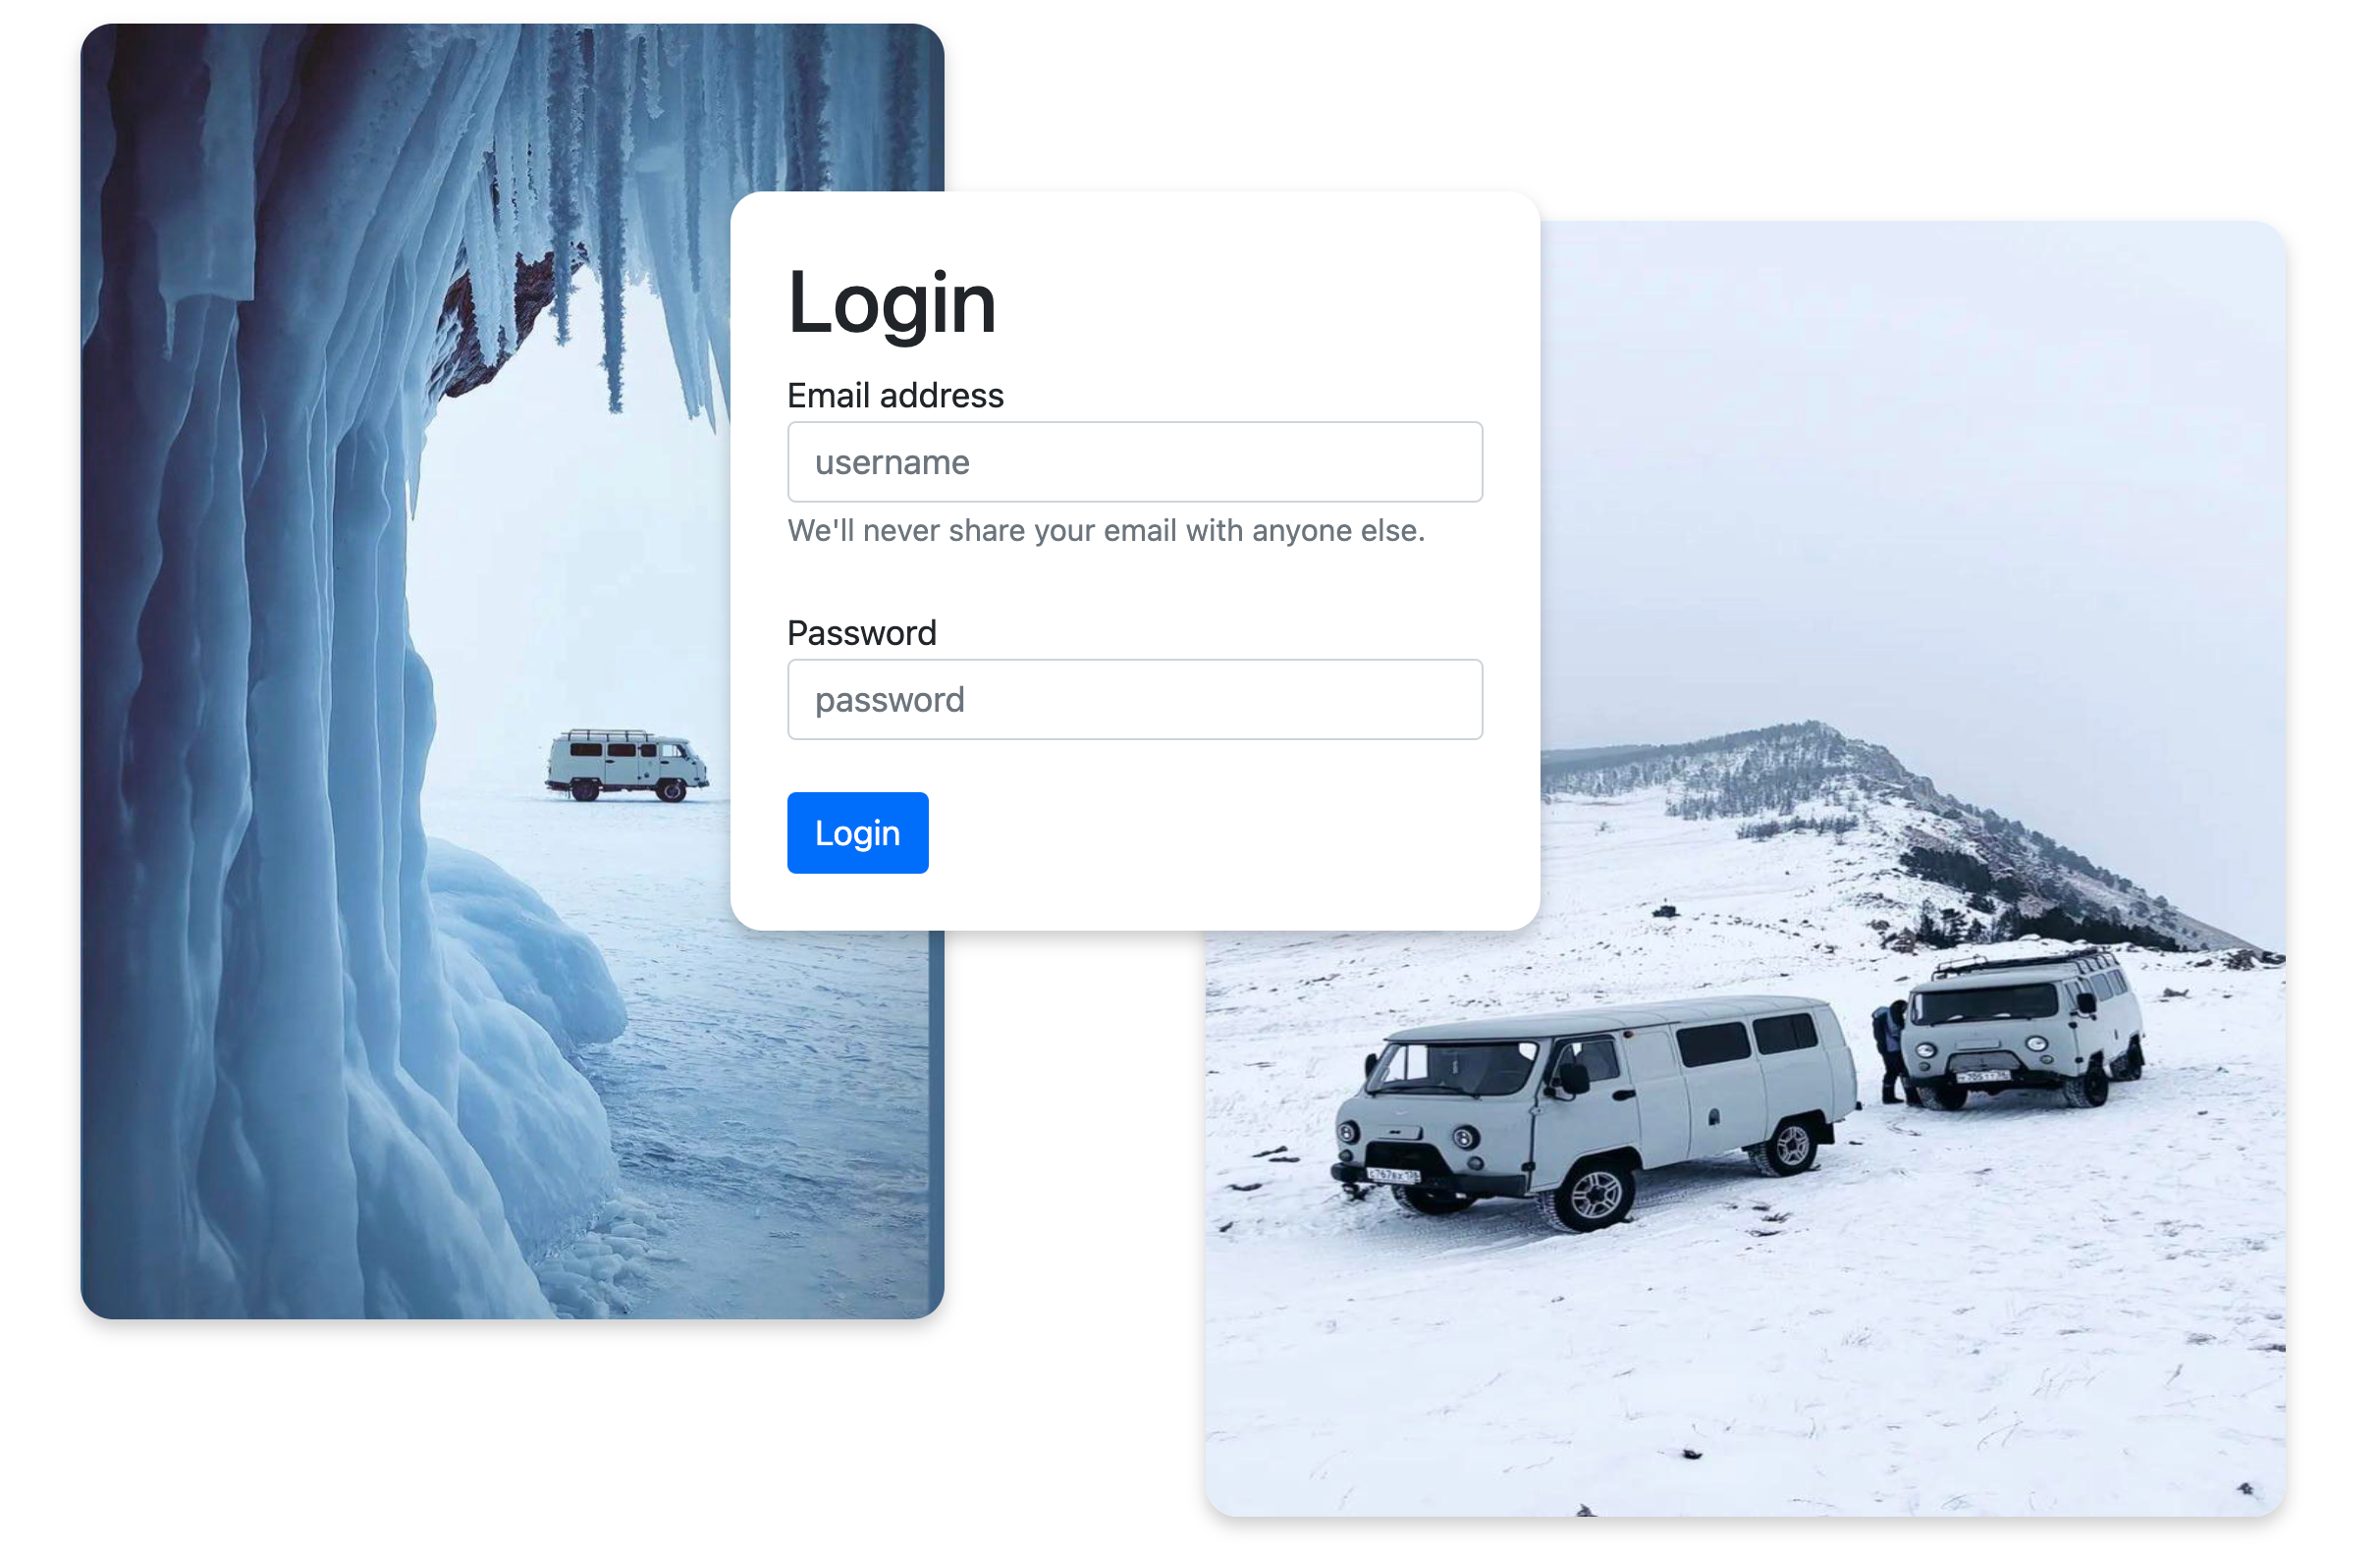 Login
Email address
username
We'll never share your email with anyone else.
Password
password
Login